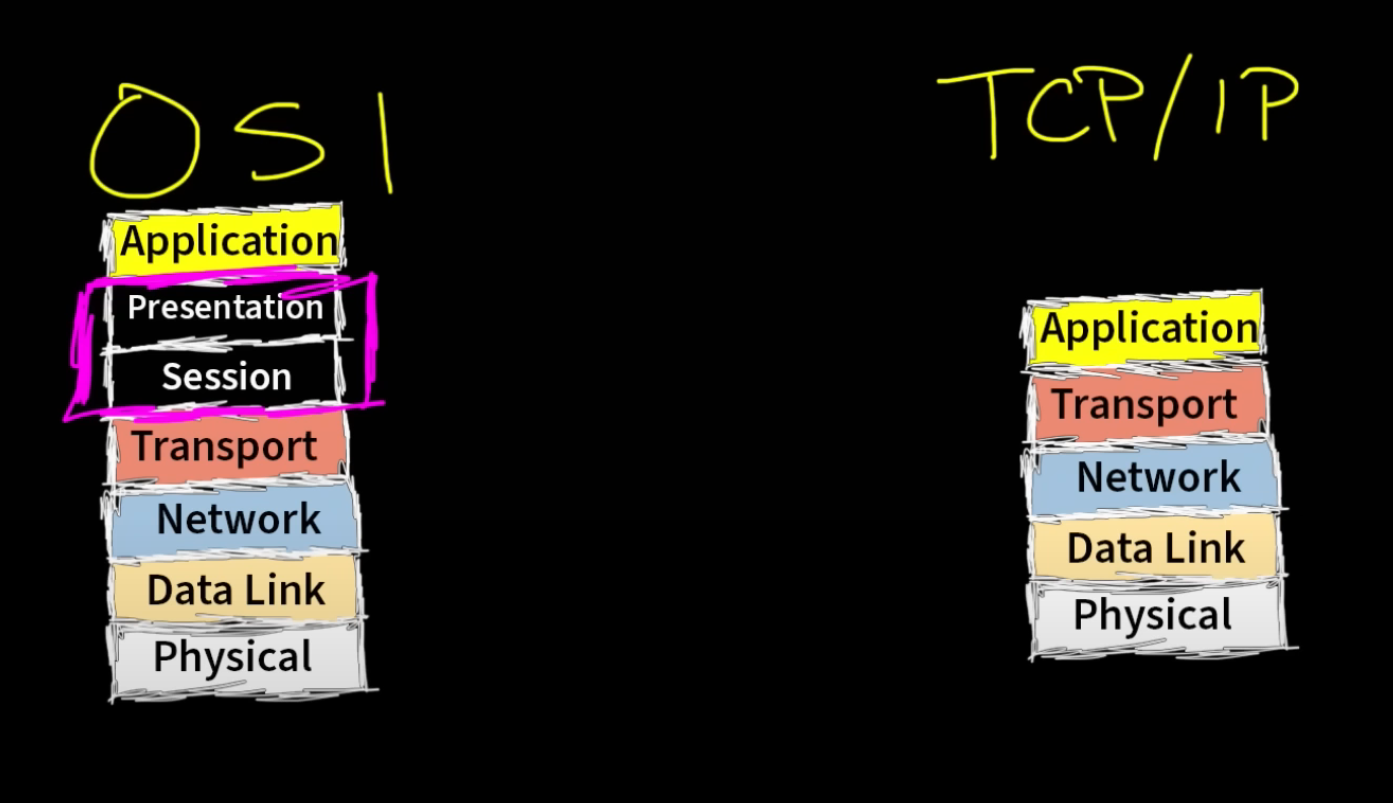 OSI
Application
Presentation
Session
Transport
Network
Data Link
Physical
TCP/IP
Application
Transport
Network
Data Link
Physical